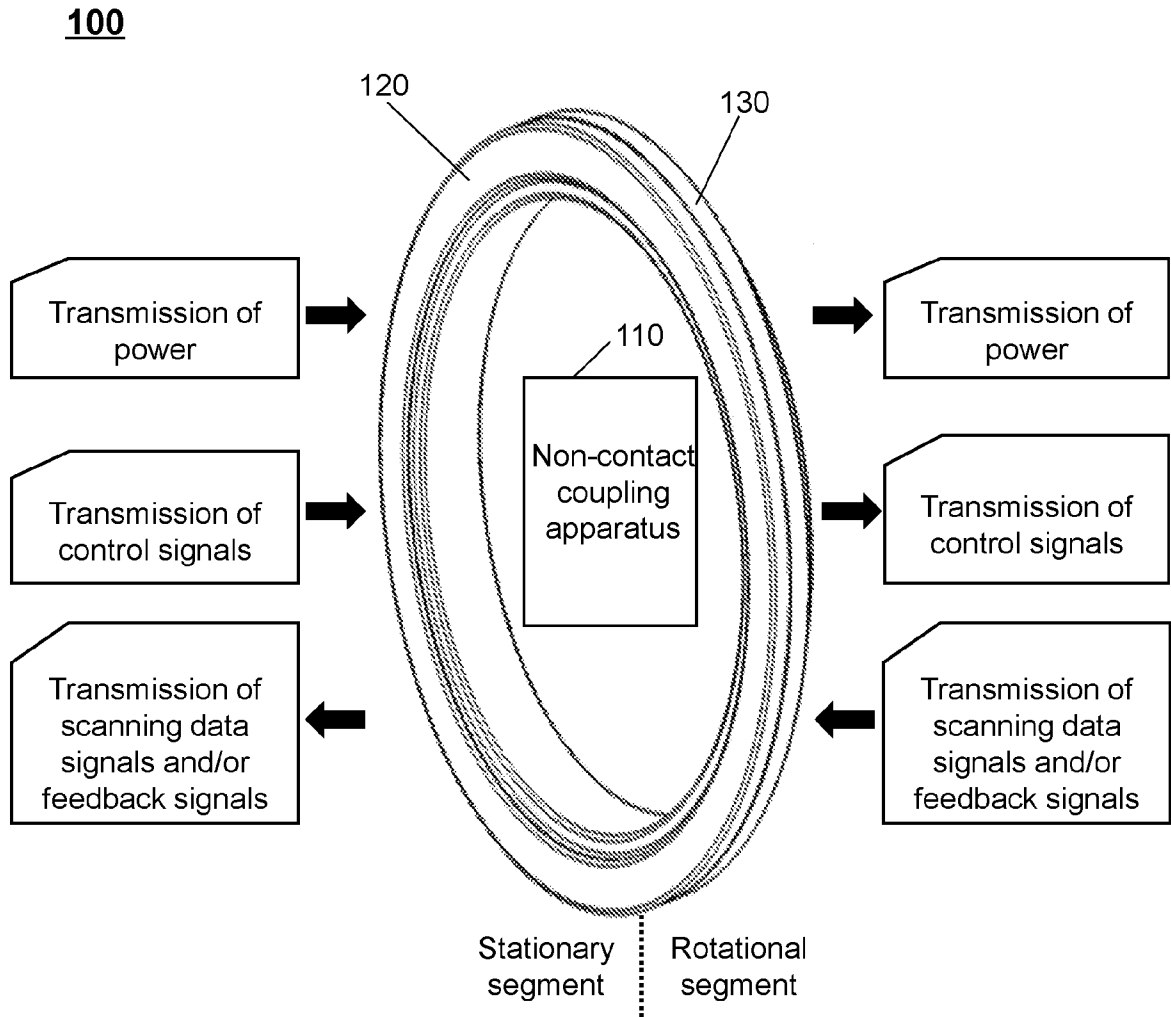 100
120
130
Transmission of
power
Transmission of
power
110
Non-contact
coupling
apparatus
Transmission of
control signals
Transmission of
control signals
Transmission of
scanning data
signals and/or
feedback signals
Transmission of
scanning data
signals and/or
feedback signals
Stationary
segment
Rotational
segment